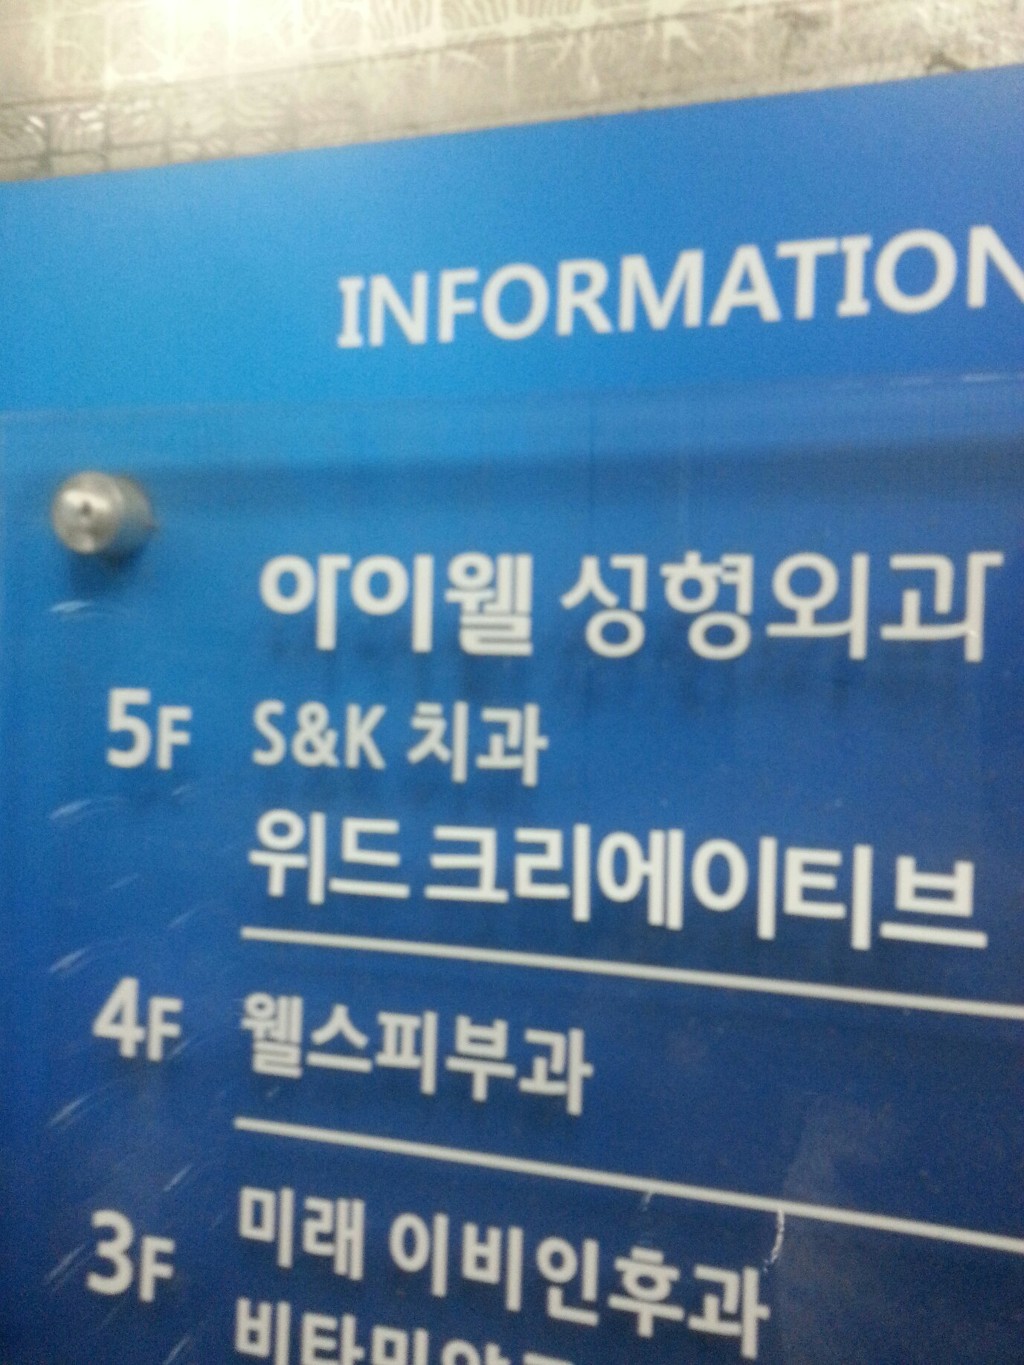 INFORMATION
아이웰 성형외과
5F S&K 치과
위드크리에이티브
4F 웰스피부과
3F 미래 이비인후과